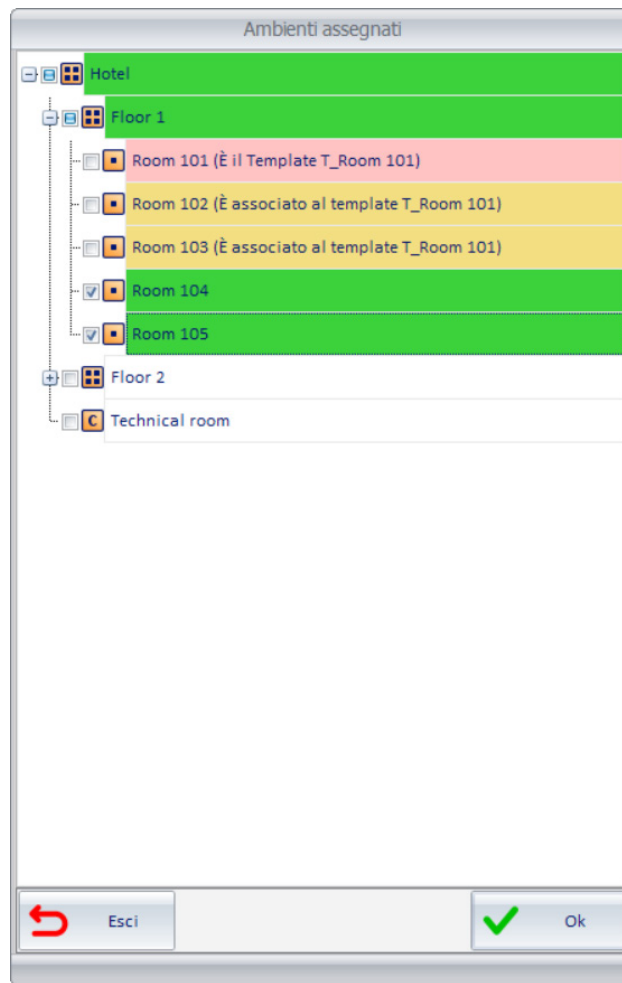 Ambienti assegnati
Hotel
Floor 1
Room 101 (È il Template T_Room 101)
Room 102 (È associato al template T_Room 101)
Room 103 (È associato al template T_Room 101)
Room 104
Room 105
Floor 2
C Technical room
Esci
Ok